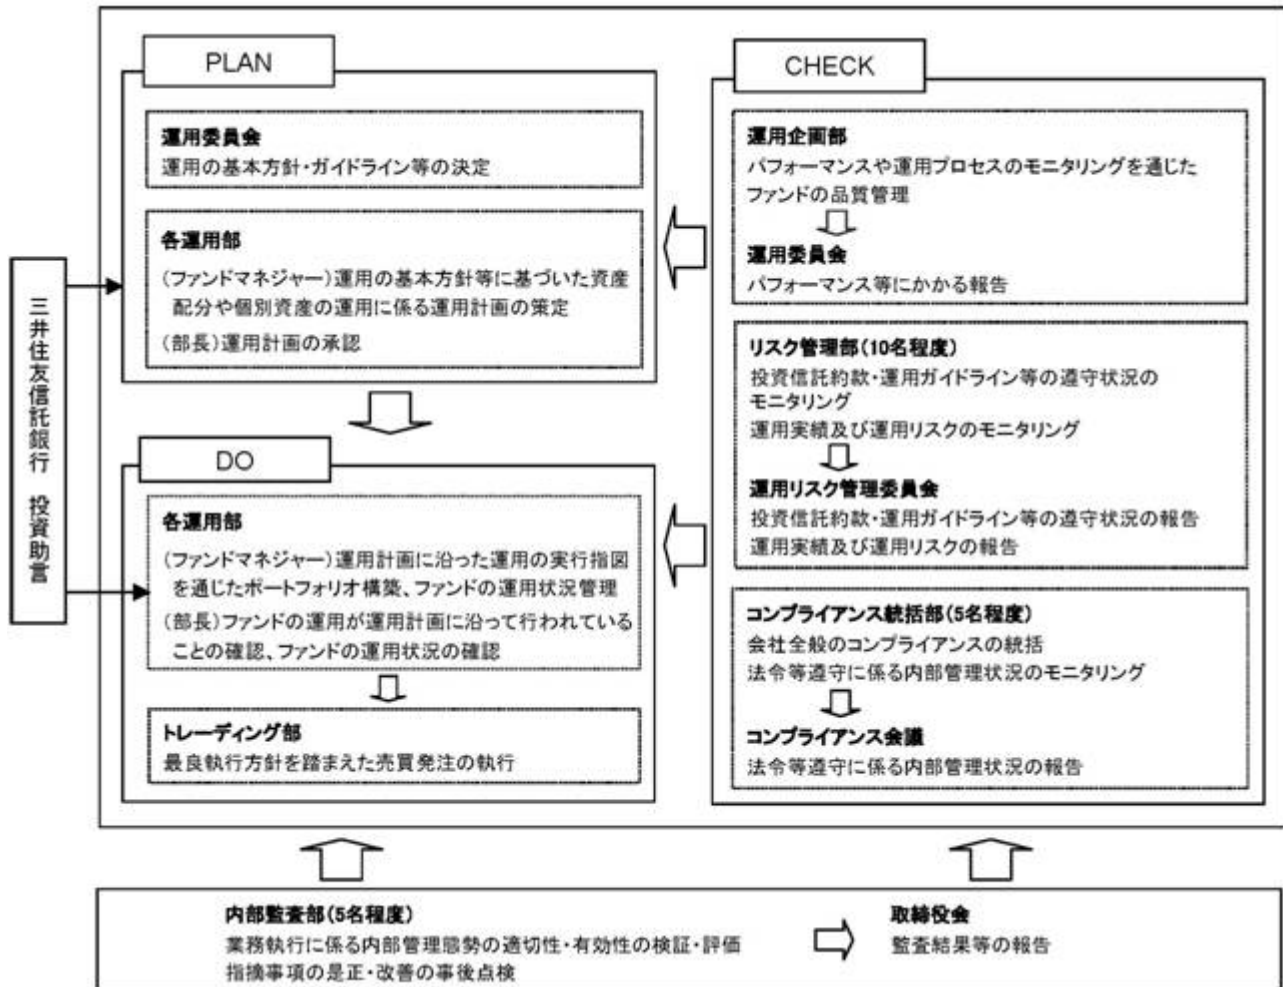 三井住友信託銀行 投資助言
PLAN
運用委員会
運用の基本方針・ガイドライン等の決定
各運用部
(ファンドマネジャー)運用の基本方針等に基づいた資産
配分や個別資産の運用に係る運用計画の策定
(部長)運用計画の承認
DO
各運用部
(ファンドマネジャー)運用計画に沿った運用の実行指図
を通じたポートフォリオ構築、ファンドの運用状況管理
(部長)ファンドの運用が運用計画に沿って行われている
ことの確認、ファンドの運用状況の確認
トレーディング部
最良執行方針を踏まえた売買発注の執行
CHECK
運用企画部
パフォーマンスや運用プロセスのモニタリングを通じた
ファンドの品質管理
運用委員会
パフォーマンス等にかかる報告
リスク管理部(10名程度)
投資信託約款・運用ガイドライン等の遵守状況の
モニタリング
運用実績及び運用リスクのモニタリング
運用リスク管理委員会
投資信託約款・運用ガイドライン等の遵守状況の報告
運用実績及び運用リスクの報告
コンプライアンス統括部(5名程度)
会社全般のコンプライアンスの統括
法令等遵守に係る内部管理状況のモニタリング
コンプライアンス会議
法令等遵守に係る内部管理状況の報告
内部監査部(5名程度)
業務執行に係る内部管理態勢の適切性・有効性の検証・評価
指摘事項の是正・改善の事後点検
取締役会
監査結果等の報告